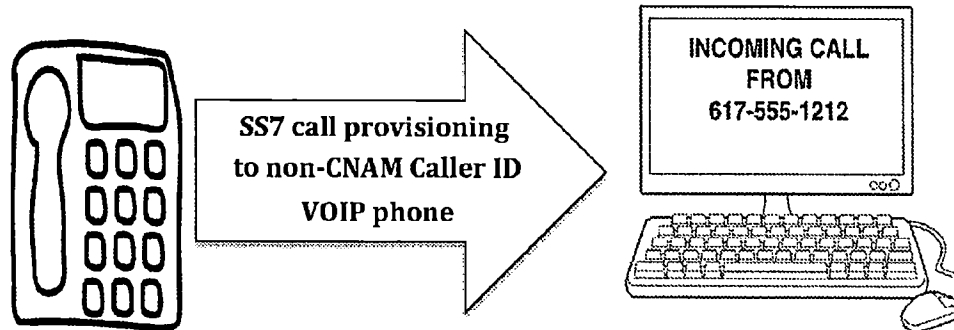 SS7 call provisioning
to non-CNAM Caller ID
VOIP phone
INCOMING CALL
FROM
617-555-1212